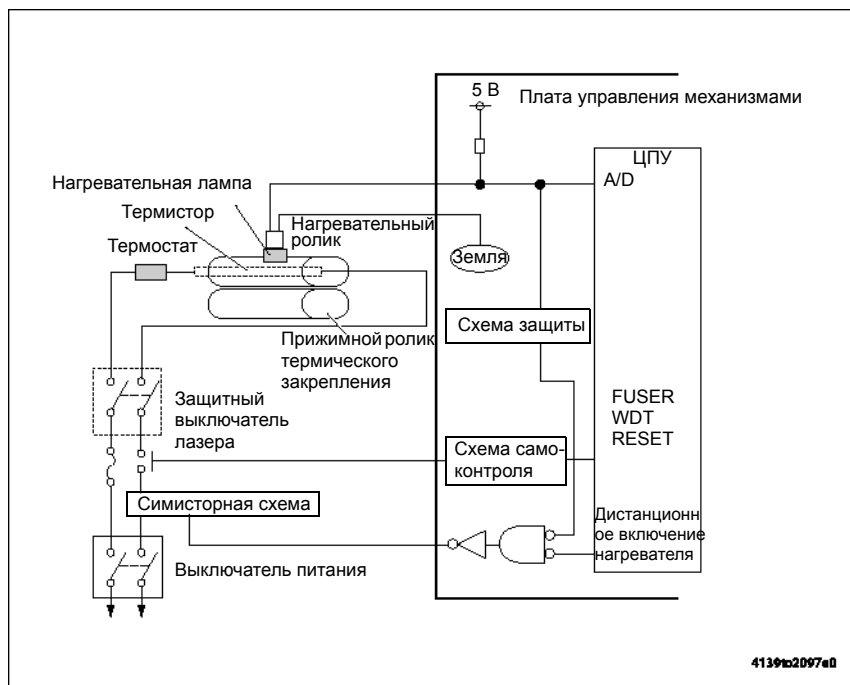 5 В
Плата управления механизмами
ЦПУ
A/D
Нагревательная лампа
Термистор
Термостат
Нагревательный
ролик
Земля
Схема защиты
Прижимной ролик
термического
закрепления
Защитный
выключатель
лазера
FUSER
WDT
RESET
Схема само-
контроля
Симисторная схема
Дистанционн
ое включение
нагревателя
Выключатель питания
4139to2097e0